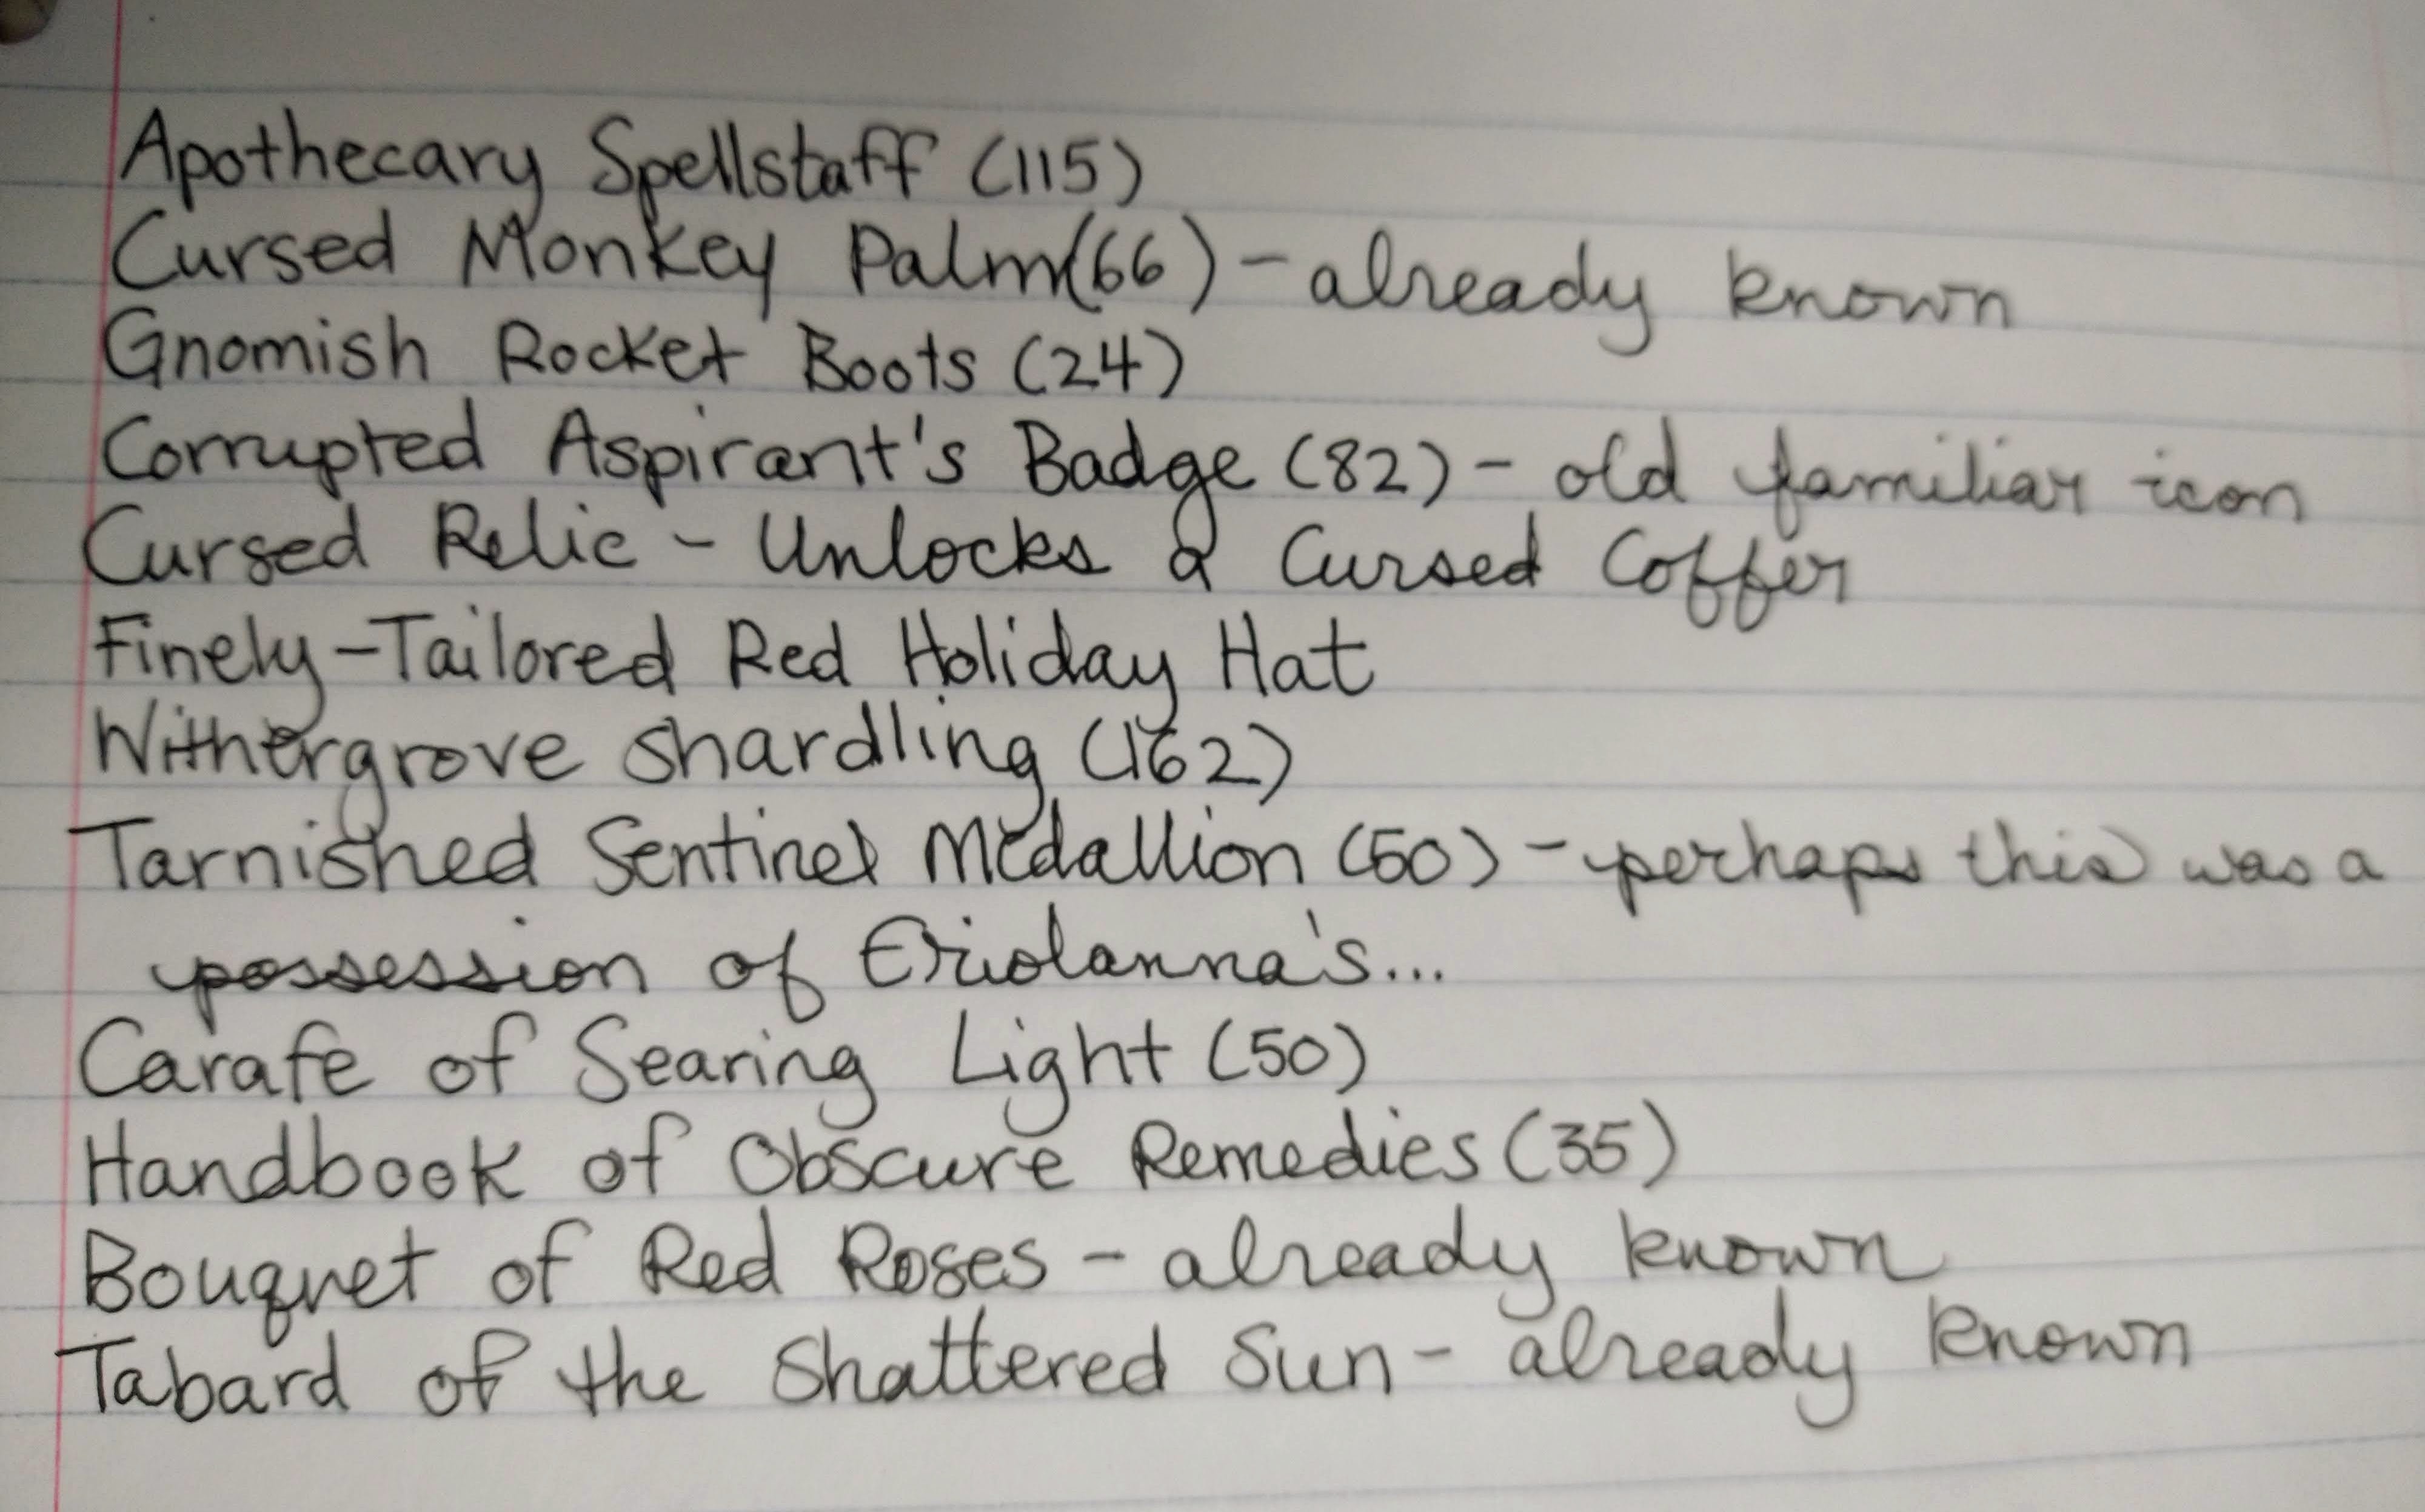 Apothecary Spellstaff (115)
Cursed Monkey Palm (66) - already known
Gnomish Rocket Boots (24)
Corrupted Aspirant's Badge (82) - old familiar icon
Cursed Relic - Unlocks a Cursed Coffer
Finely-Tailored Red Holiday Hat
Withergrove Shardling (162)
Tarnished Sentinel Medallion (50) - perhaps this was a
possession of Eriolanna's...
Carafe of Searing Light (50)
Handbook of Obscure Remedies (35)
Bouquet of Red Roses - already known
Tabard of the Shattered Sun - already known